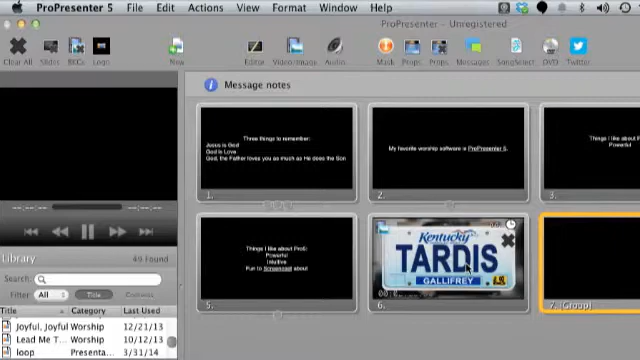 ProPresenter 5 File Edit Actions View Format Window Help
ProPresenter - Unregistered
Clear All Slides BKGs Logo New Editor Video/Image Audio Mask Props Messages SongSelect DVD Twitter
Message notes
Three things to remember:
Jesus is God
God is Love
God, the Father loves you as much as He does the Son
1.
My favorite worship software is ProPresenter 5.
2.
Things I like about
Powerful
3.
Library 49 Found
Search:
Filter All Title Contents
Title Category Last Used
Joyful, Joyful Worship 12/21/13
Lead Me T... Worship 10/12/13
loop Presenta... 3/31/14
Things I like about Pro5:
Powerful
Intuitive
Fun to Screencast about
5.
Kentucky
TARDIS
GALLIFREY
6.
7. (Group)